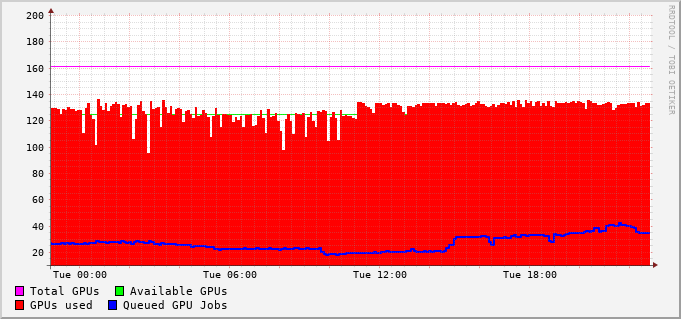 200
180
160
140
120
100
80
60
40
20
Tue 00:00 Tue 06:00 Tue 12:00 Tue 18:00
Total GPUs Available GPUs
GPUs used Queued GPU Jobs
RRDTOOL / TOBI OETIKER